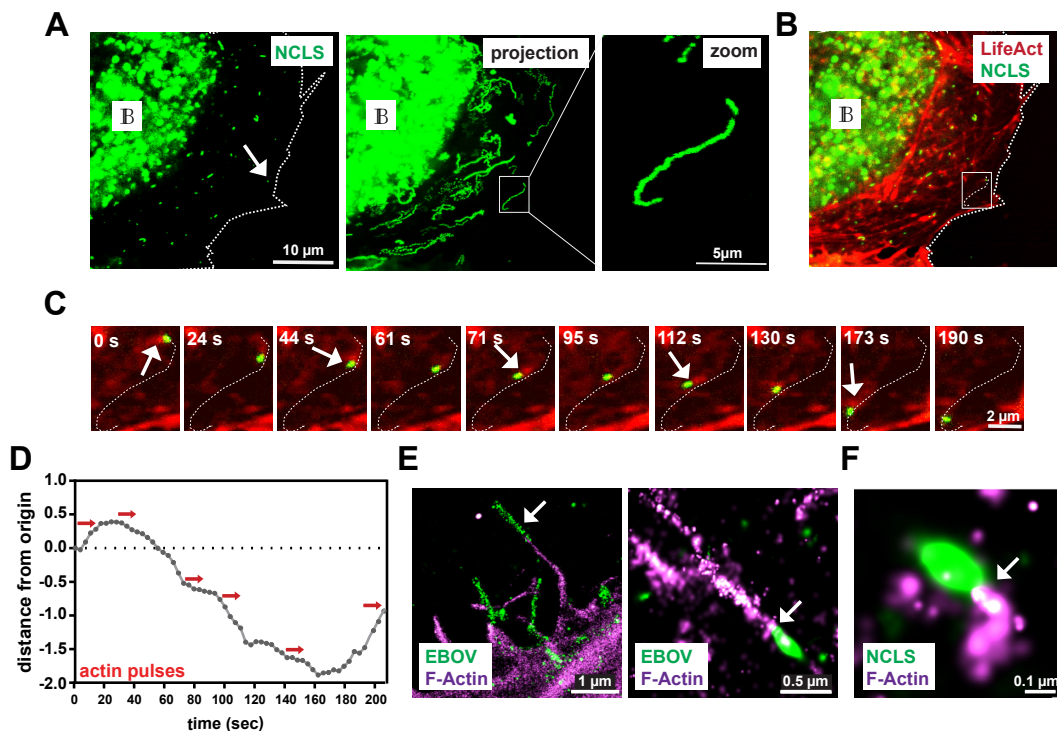 A
NCLS
𝔹
10 µm
projection
𝔹
zoom
5µm
B
LifeAct
NCLS
𝔹
C
0 s
24 s
44 s
61 s
71 s
95 s
112 s
130 s
173 s
190 s
2 µm
D
distance from origin
1.0
0.5
0.0
-0.5
-1.0
-1.5
-2.0
actin pulses
0 20 40 60 80 100 120 140 160 180 200
time (sec)
E
EBOV
F-Actin
1 µm
EBOV
F-Actin
0.5 µm
F
NCLS
F-Actin
0.1 µm